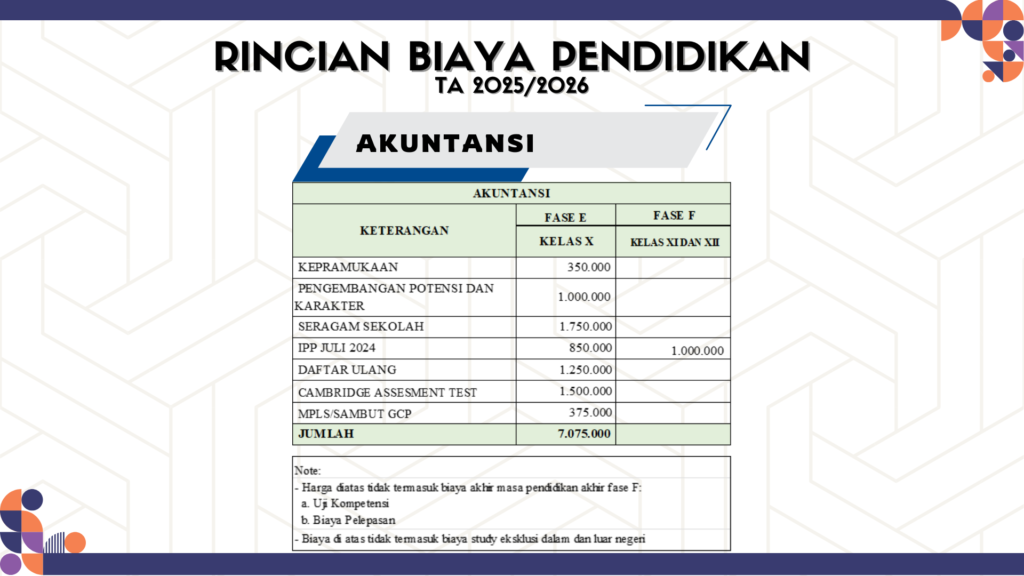 RINCIAN BIAYA PENDIDIKAN
TA 2025/2026
AKUNTANSI
AKUNTANSI
KETERANGAN FASE E FASE F
KELAS X KELAS XI DAN XII
KEPRAMUKAAN 350.000
PENGEMBANGAN POTENSI DAN
KARAKTER 1.000.000
SERAGAM SEKOLAH 1.750.000
IPP JULI 2024 850.000 1.000.000
DAFTAR ULANG 1.250.000
CAMBRIDGE ASSESMENT TEST 1.500.000
MPLS/SAMBUT GCP 375.000
JUMLAH 7.075.000
Note:
- Harga diatas tidak termasuk biaya akhir masa pendidikan akhir fase F:
a. Uji Kompetensi
b. Biaya Pelepasan
- Biaya di atas tidak termasuk biaya study eksklusi dalam dan luar negeri